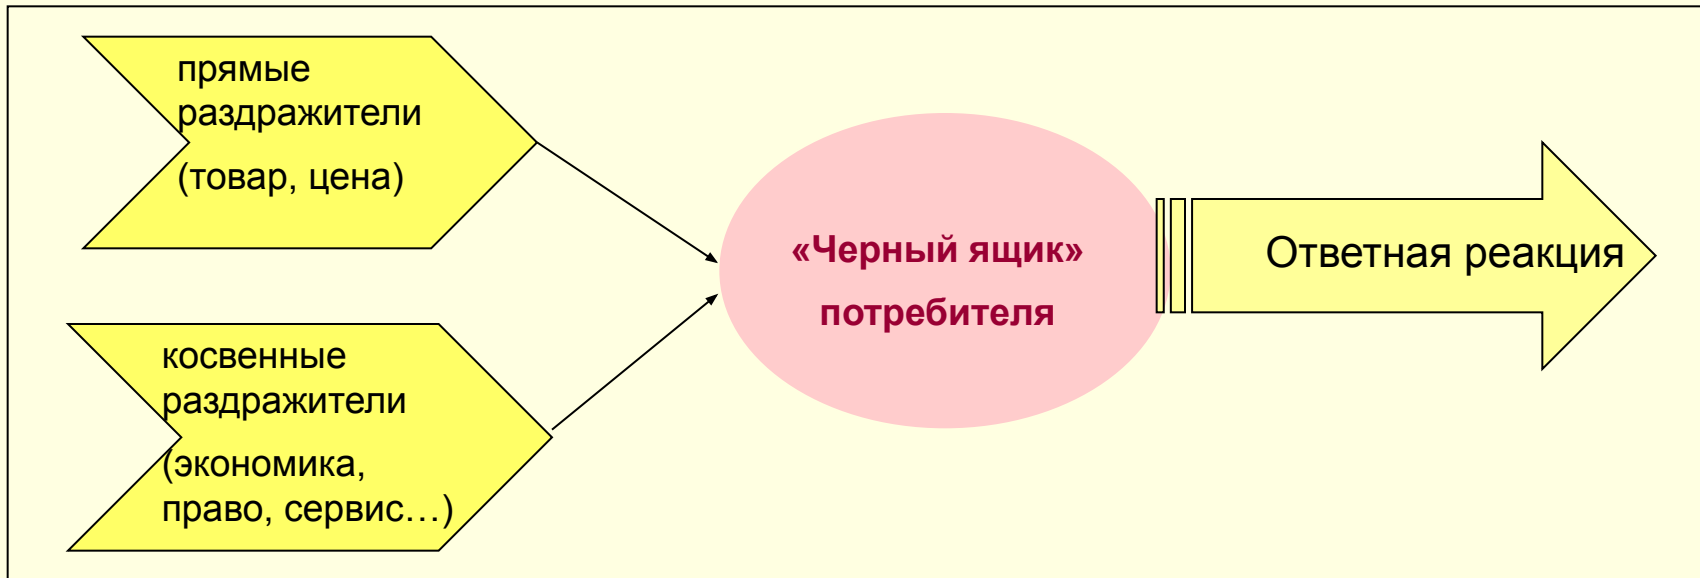 прямые
раздражители
(товар, цена)
косвенные
раздражители
(экономика,
право, сервис…)
«Черный ящик»
потребителя
Ответная реакция